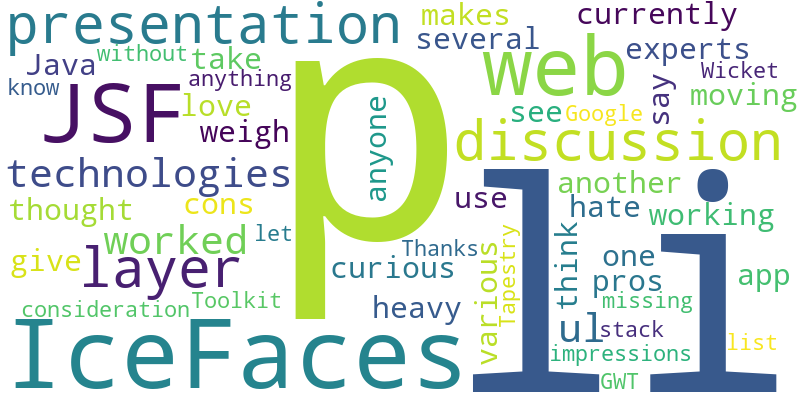 presentation
makes
currently
several
experts
web
Java
without
take
know
anything
love
JSF
weigh
p
anyone
see
Google
say
Wicket
moving
discussion
technologies
thought
cons
use
another
hate
working
worked
let
Thanks
give
layer
curious
various
Tapestry
think
one
pros
missing
app
consideration
Toolkit
heavy
ul
stack
list
IceFaces
li
impressions
GWT